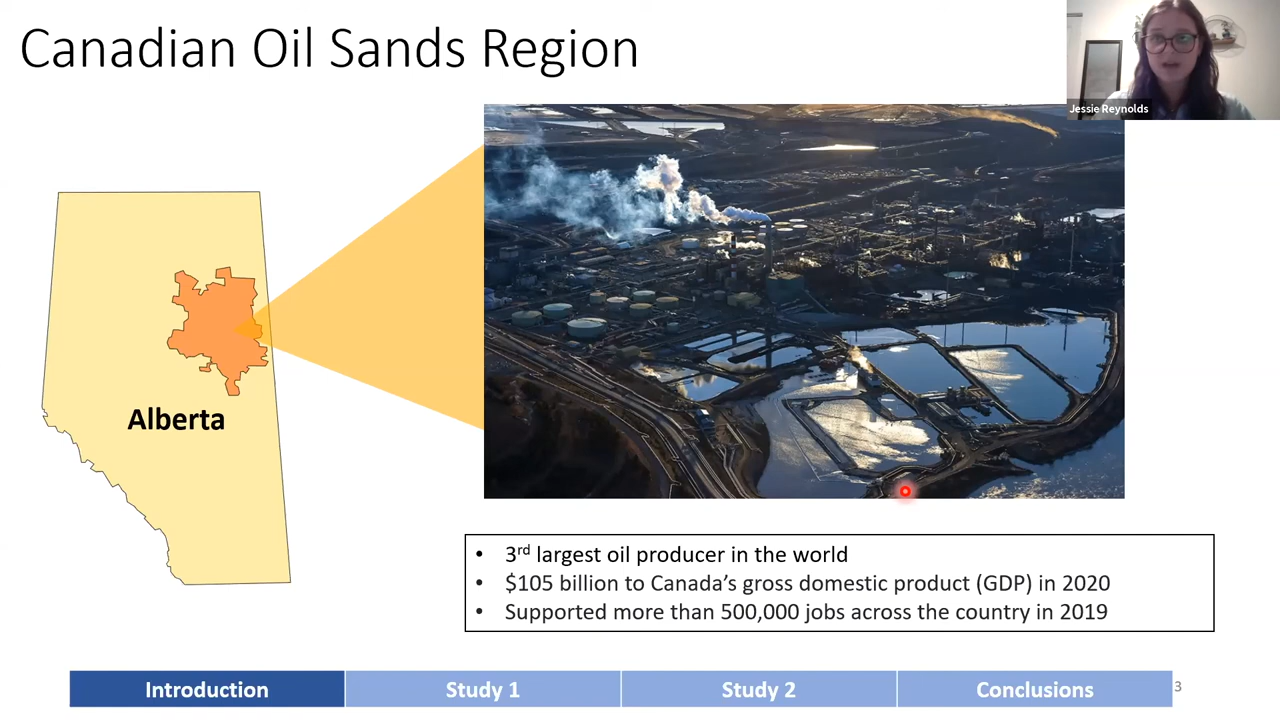 Canadian Oil Sands Region
Jessie Reynolds
Alberta
• 3rd largest oil producer in the world
• $105 billion to Canada's gross domestic product (GDP) in 2020
• Supported more than 500,000 jobs across the country in 2019
Introduction Study 1 Study 2 Conclusions 3